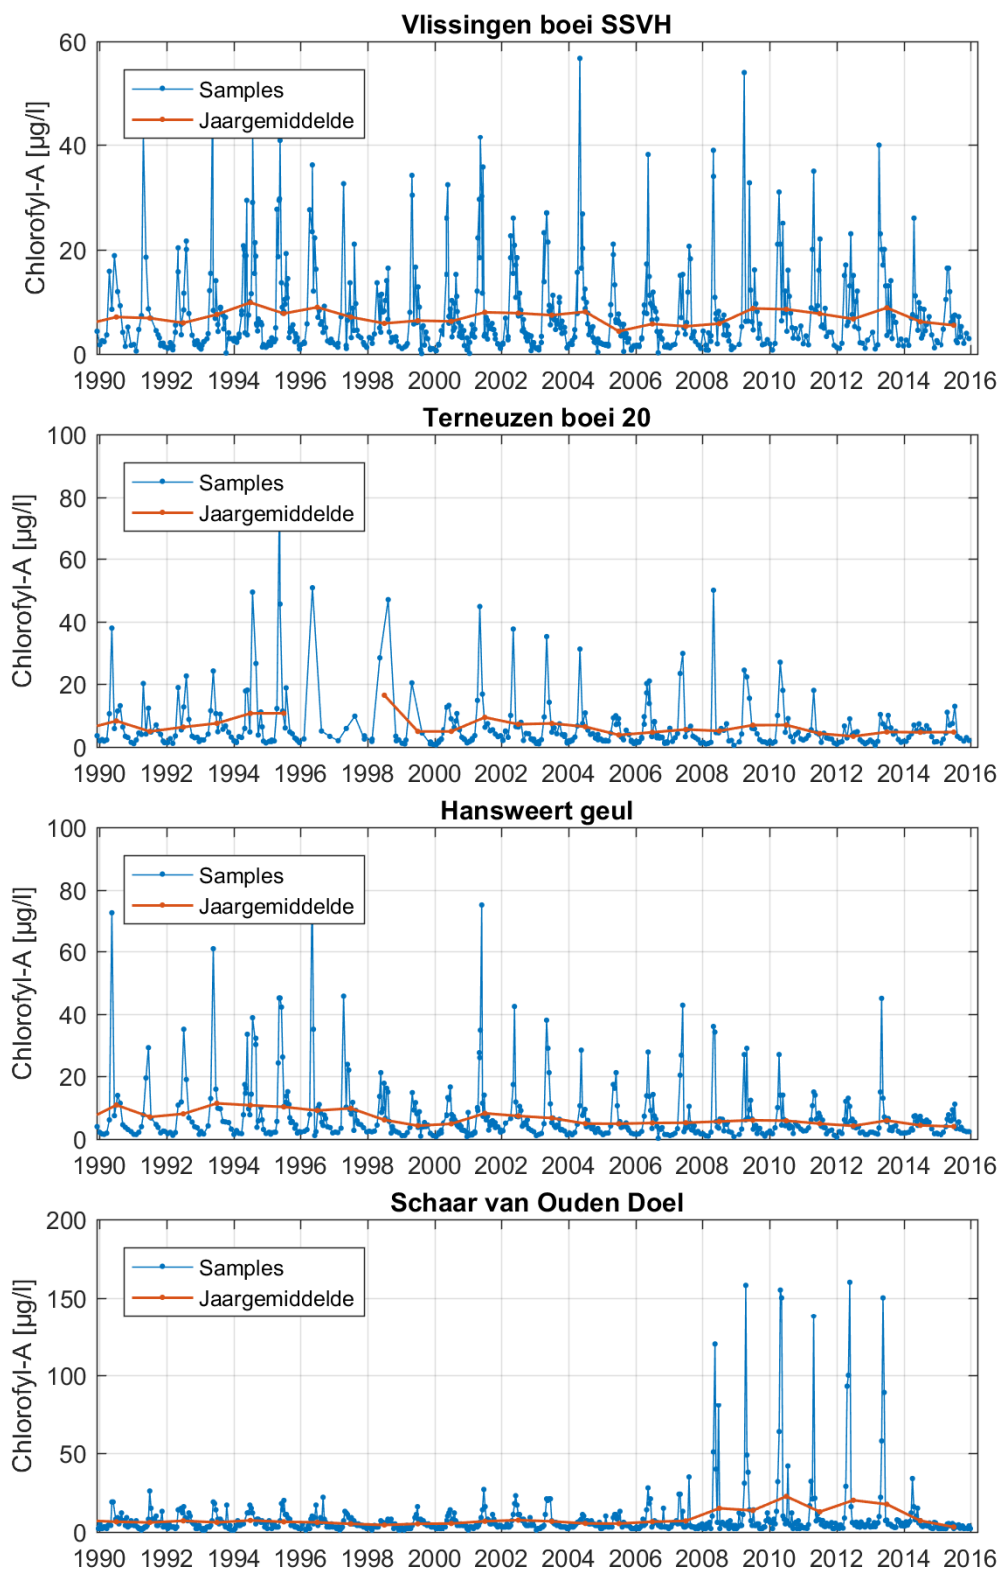 Vlissingen boei SSVH
60
40
20
0
Chlorofyl-A [µg/l]
Samples
Jaargemiddelde
1990 1992 1994 1996 1998 2000 2002 2004 2006 2008 2010 2012 2014 2016
Terneuzen boei 20
100
80
60
40
20
0
Chlorofyl-A [µg/l]
Samples
Jaargemiddelde
1990 1992 1994 1996 1998 2000 2002 2004 2006 2008 2010 2012 2014 2016
Hansweert geul
100
80
60
40
20
0
Chlorofyl-A [µg/l]
Samples
Jaargemiddelde
1990 1992 1994 1996 1998 2000 2002 2004 2006 2008 2010 2012 2014 2016
Schaar van Ouden Doel
200
150
100
50
0
Chlorofyl-A [µg/l]
Samples
Jaargemiddelde
1990 1992 1994 1996 1998 2000 2002 2004 2006 2008 2010 2012 2014 2016